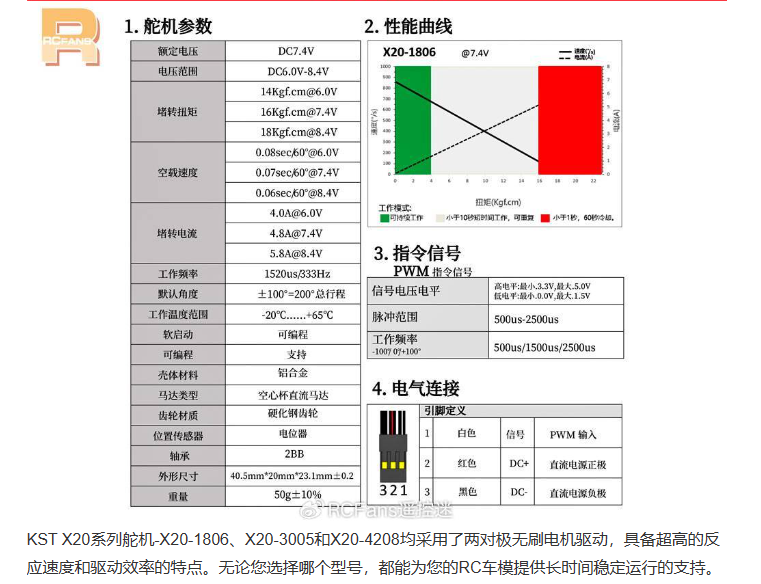 RCFANS
1. 舵机参数
额定电压 DC7.4V
电压范围 DC6.0V-8.4V
堵转扭矩
14Kgf.cm@6.0V
16Kgf.cm@7.4V
18Kgf.cm@8.4V
空载速度
0.08sec/60°@6.0V
0.07sec/60°@7.4V
0.06sec/60°@8.4V
堵转电流
4.0A@6.0V
4.8A@7.4V
5.8A@8.4V
工作频率 1520us/333Hz
默认角度 ±100°=200°总行程
工作温度范围 -20℃......+65℃
软启动 可编程
可编程 支持
壳体材料 铝合金
马达类型 空心杯直流马达
齿轮材质 硬化钢齿轮
位置传感器 电位器
轴承 2BB
外形尺寸 40.5mm*20mm*23.1mm±0.2
重量 50g±10%
2. 性能曲线
X20-1806 @7.4V
速度(°/s)
电流(A)
1000
900
800
700
600
500
400
300
200
100
0
8
7
6
5
4
3
2
1
0
速度(°/s)
电流(A)
0 2 4 6 8 10 12 14 16 18 20 22
扭矩(Kgf.cm)
工作模式:
可持续工作 小于10秒短时间工作，可重复 小于1秒，60秒冷却.
3. 指令信号
PWM 指令信号
信号电压电平
高电平:最小.3.3V,最大.5.0V
低电平:最小.0.0V,最大.1.5V
脉冲范围 500us-2500us
工作频率
-100? 0?+100°
500us/1500us/2500us
4. 电气连接
3 2 1
引脚定义
1 白色 信号 PWM 输入
2 红色 DC+ 直流电源正极
3 黑色 DC- 直流电源负极
@RCFans遥控迷
KST X20系列舵机-X20-1806、X20-3005和X20-4208均采用了两对极无刷电机驱动，具备超高的反
应速度和驱动效率的特点。无论您选择哪个型号，都能为您的RC车模提供长时间稳定运行的支持。